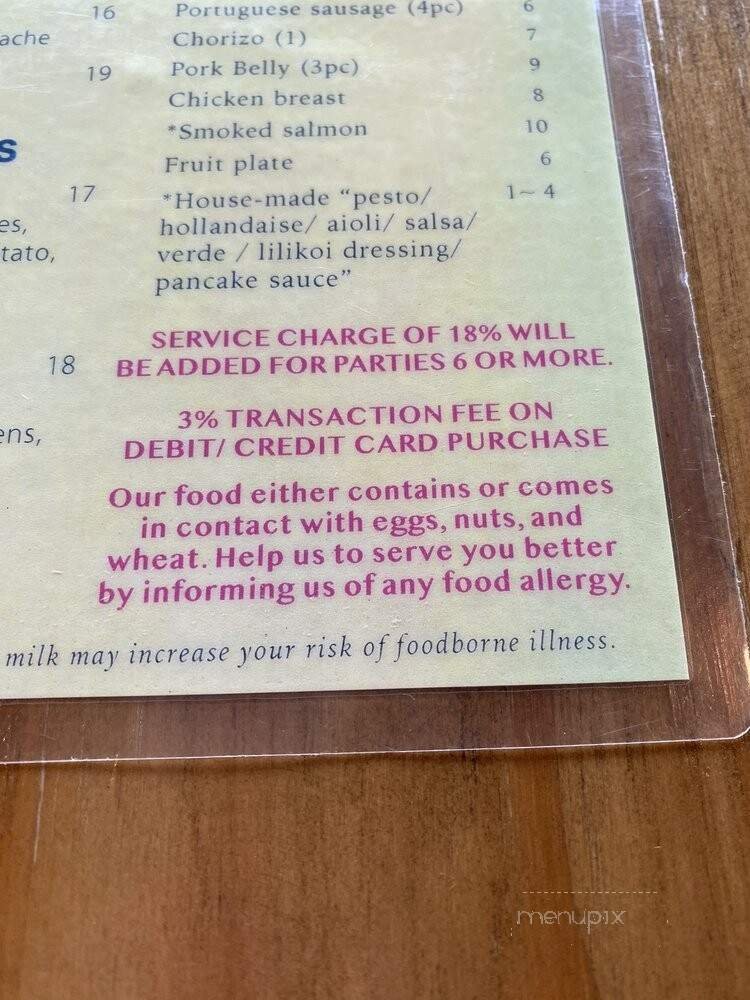 16
ache
19
s
17
es,
tato,
18
ens,
Portuguese sausage (4pc) 6
Chorizo (1) 7
Pork Belly (3pc) 9
Chicken breast 8
*Smoked salmon 10
Fruit plate 6
*House-made "pesto/ 1~ 4
hollandaise/ aioli/ salsa/
verde / lilikoi dressing/
pancake sauce"
SERVICE CHARGE OF 18% WILL
BE ADDED FOR PARTIES 6 OR MORE.
3% TRANSACTION FEE ON
DEBIT/ CREDIT CARD PURCHASE
Our food either contains or comes
in contact with eggs, nuts, and
wheat. Help us to serve you better
by informing us of any food allergy.
milk may increase your risk of foodborne illness.
menupix